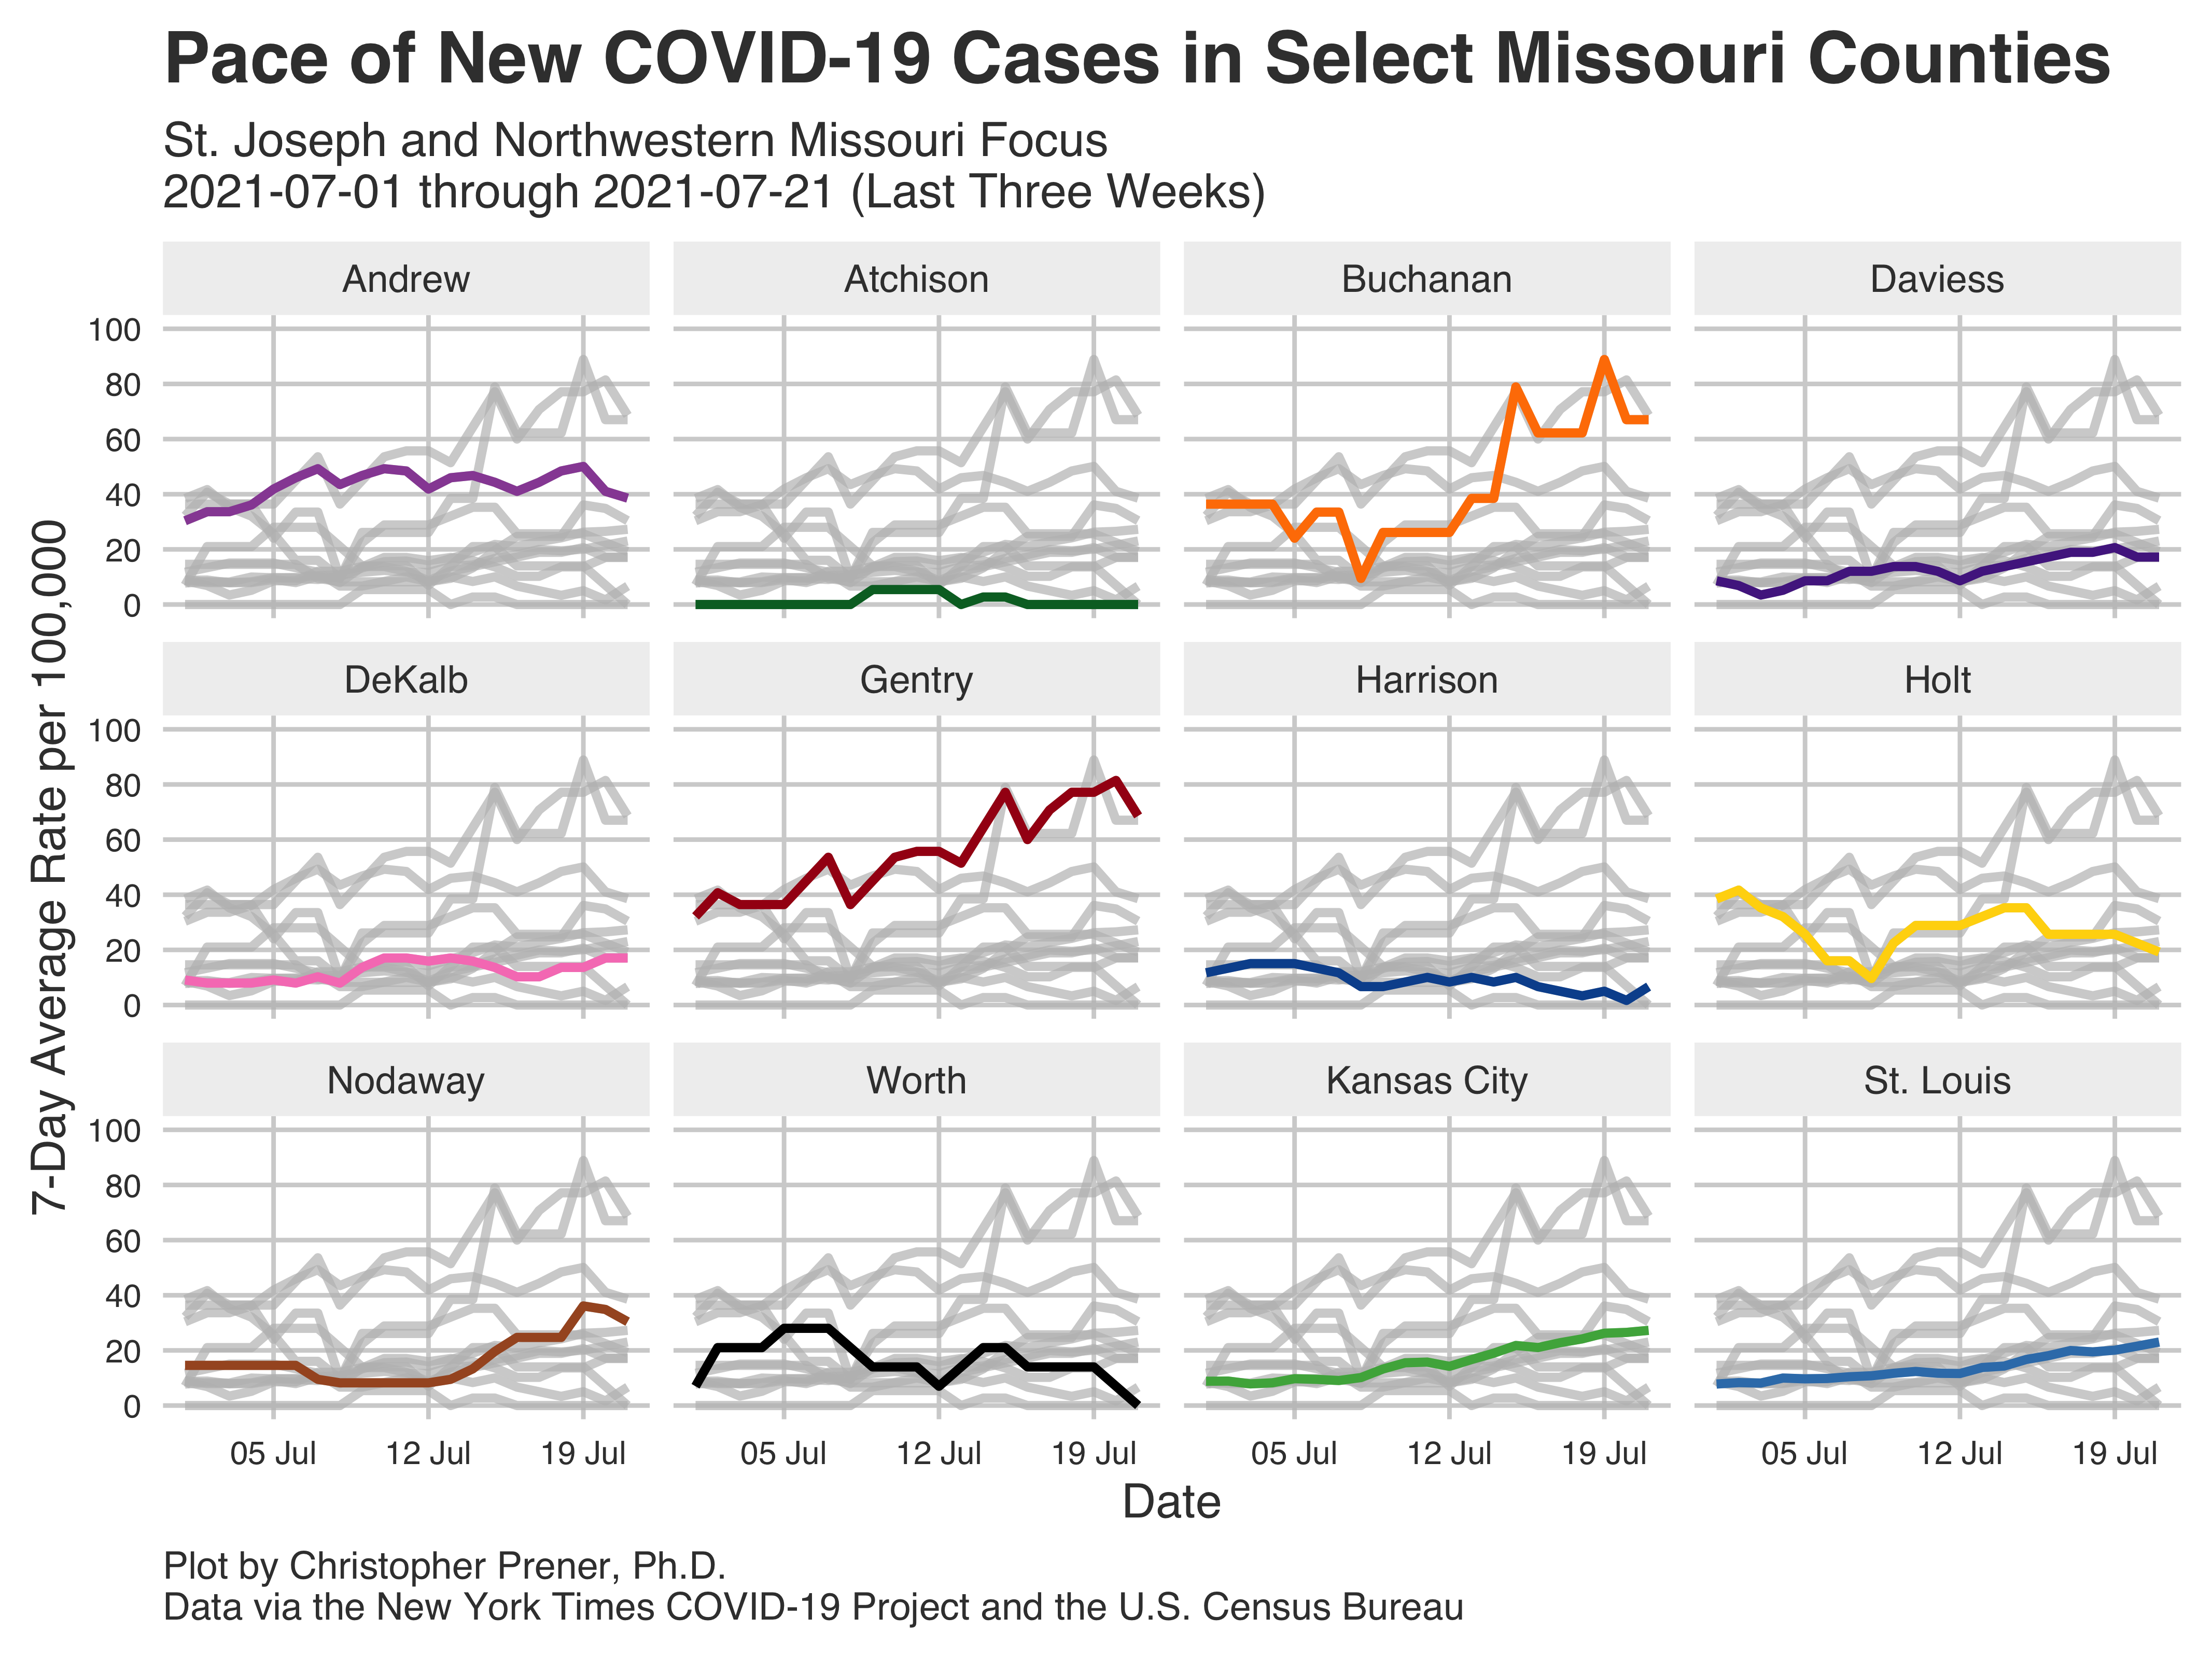 Pace of New COVID-19 Cases in Select Missouri Counties
St. Joseph and Northwestern Missouri Focus
2021-07-01 through 2021-07-21 (Last Three Weeks)
7-Day Average Rate per 100,000
Andrew
Atchison
Buchanan
Daviess
100
80
60
40
20
0
DeKalb
Gentry
Harrison
Holt
100
80
60
40
20
0
Nodaway
Worth
Kansas City
St. Louis
100
80
60
40
20
0
05 Jul 12 Jul 19 Jul 05 Jul 12 Jul 19 Jul 05 Jul 12 Jul 19 Jul 05 Jul 12 Jul 19 Jul
Date
Plot by Christopher Prener, Ph.D.
Data via the New York Times COVID-19 Project and the U.S. Census Bureau